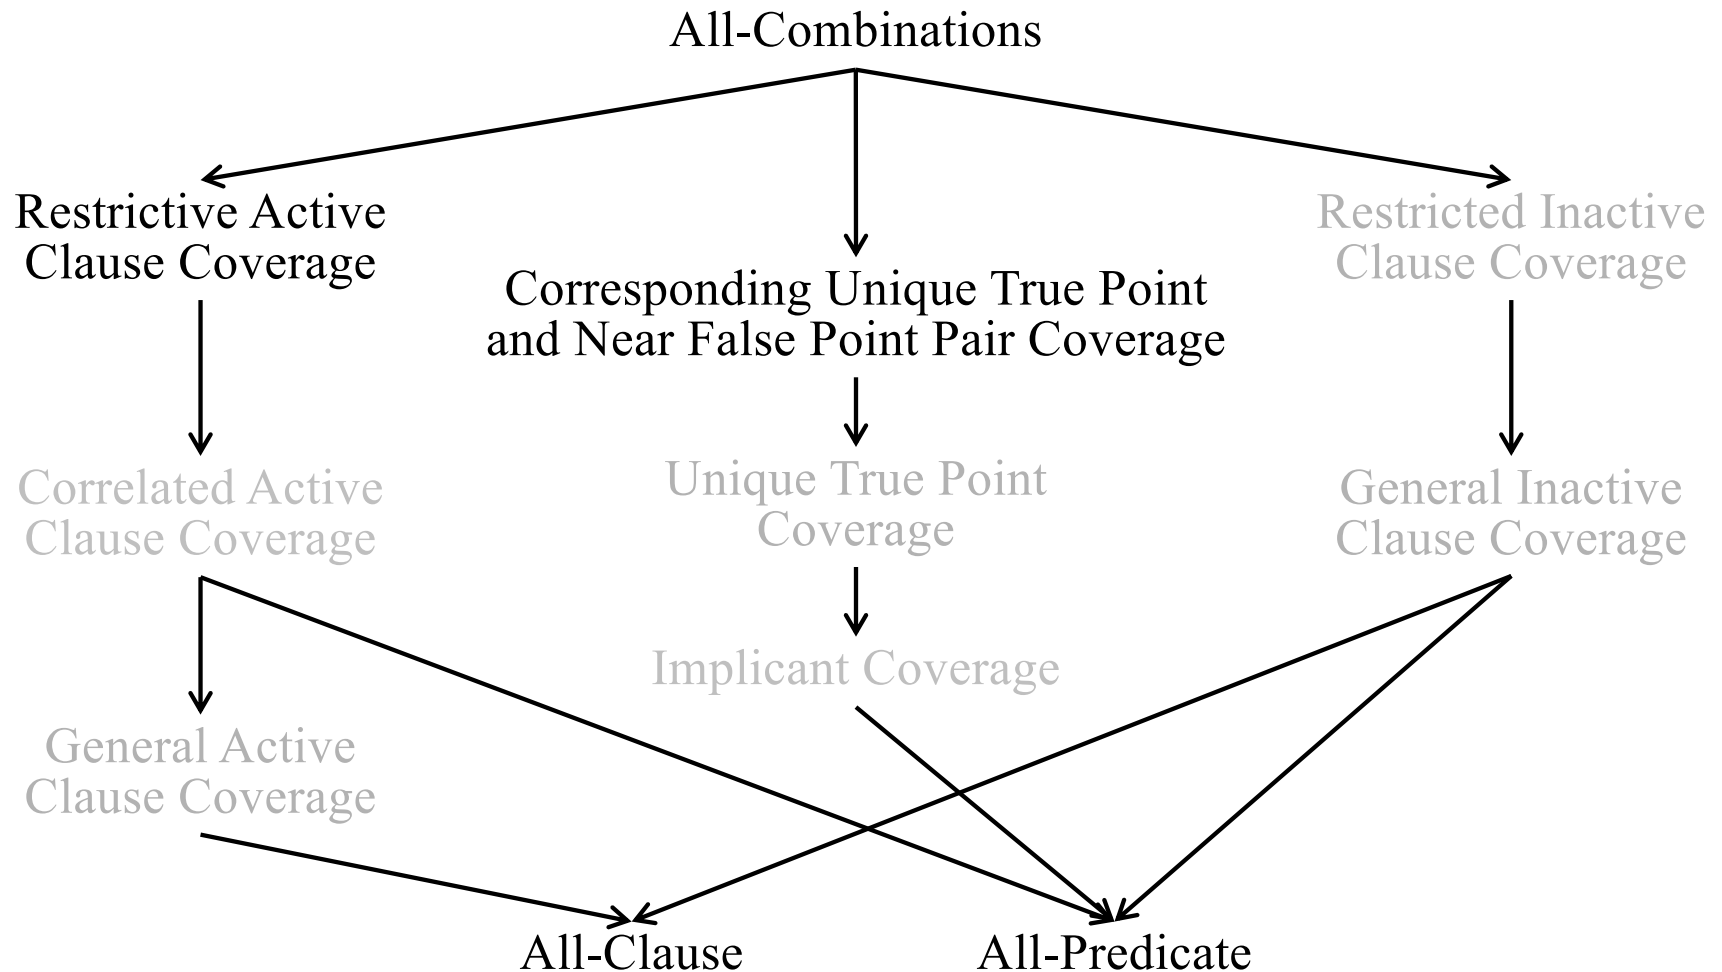 All-Combinations
Restrictive Active
Clause Coverage
Corresponding Unique True Point
and Near False Point Pair Coverage
Restricted Inactive
Clause Coverage
Correlated Active
Clause Coverage
Unique True Point
Coverage
General Inactive
Clause Coverage
Implicant Coverage
General Active
Clause Coverage
All-Clause
All-Predicate